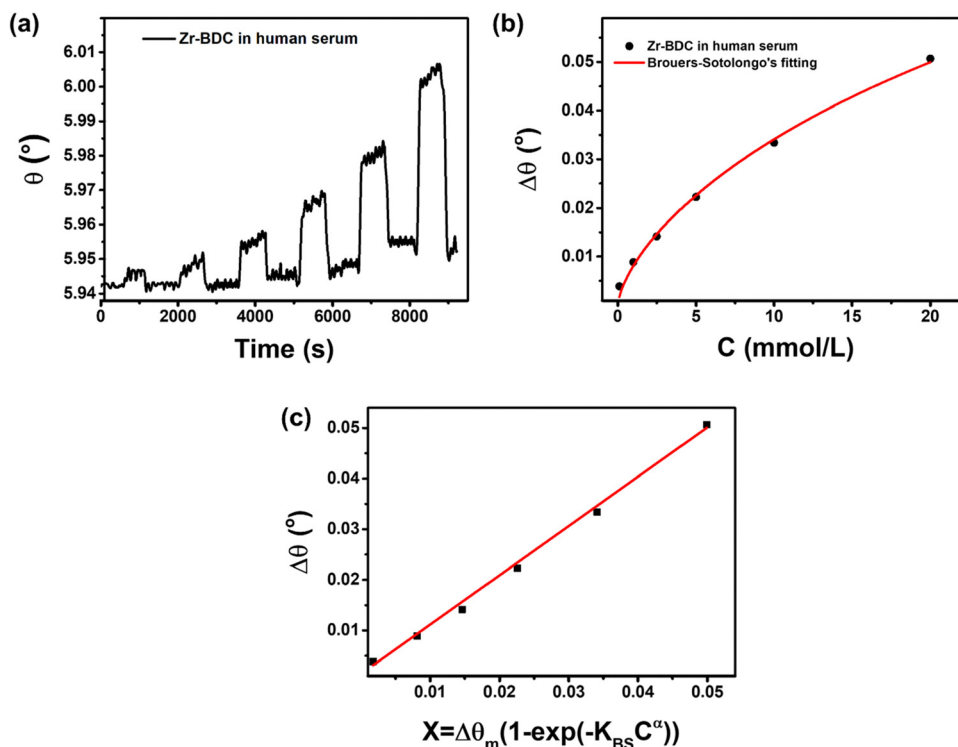 (a)
Zr-BDC in human serum
6.01
6.00
5.99
5.98
5.97
5.96
5.95
5.94
θ (°)
0 2000 4000 6000 8000
Time (s)
(b)
Zr-BDC in human serum
Brouers-Sotolongo's fitting
0.05
0.04
0.03
0.02
0.01
Δθ (°)
0 5 10 15 20
C (mmol/L)
(c)
0.05
0.04
0.03
0.02
0.01
Δθ (°)
0.01 0.02 0.03 0.04 0.05
X=Δθₘ(1-exp(-K_BS C^α))